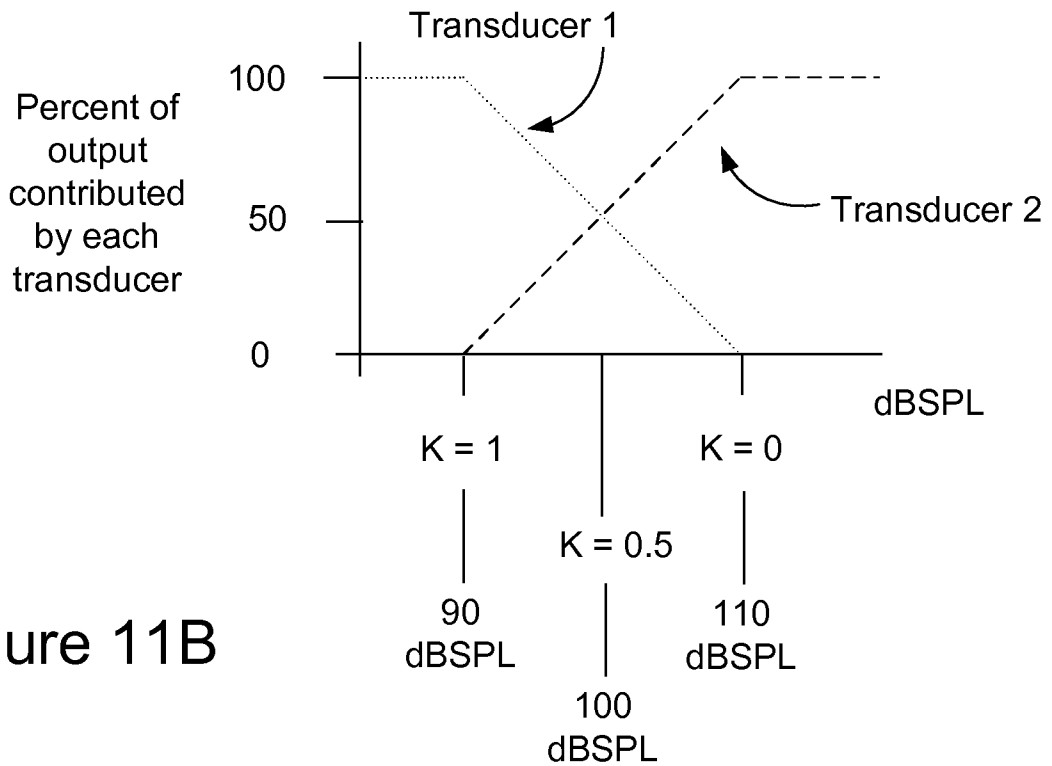 Transducer 1
100
Percent of
output
contributed
by each
transducer
50
Transducer 2
0
dBSPL
K = 1
K = 0
K = 0.5
90
dBSPL
110
dBSPL
ure 11B
100
dBSPL